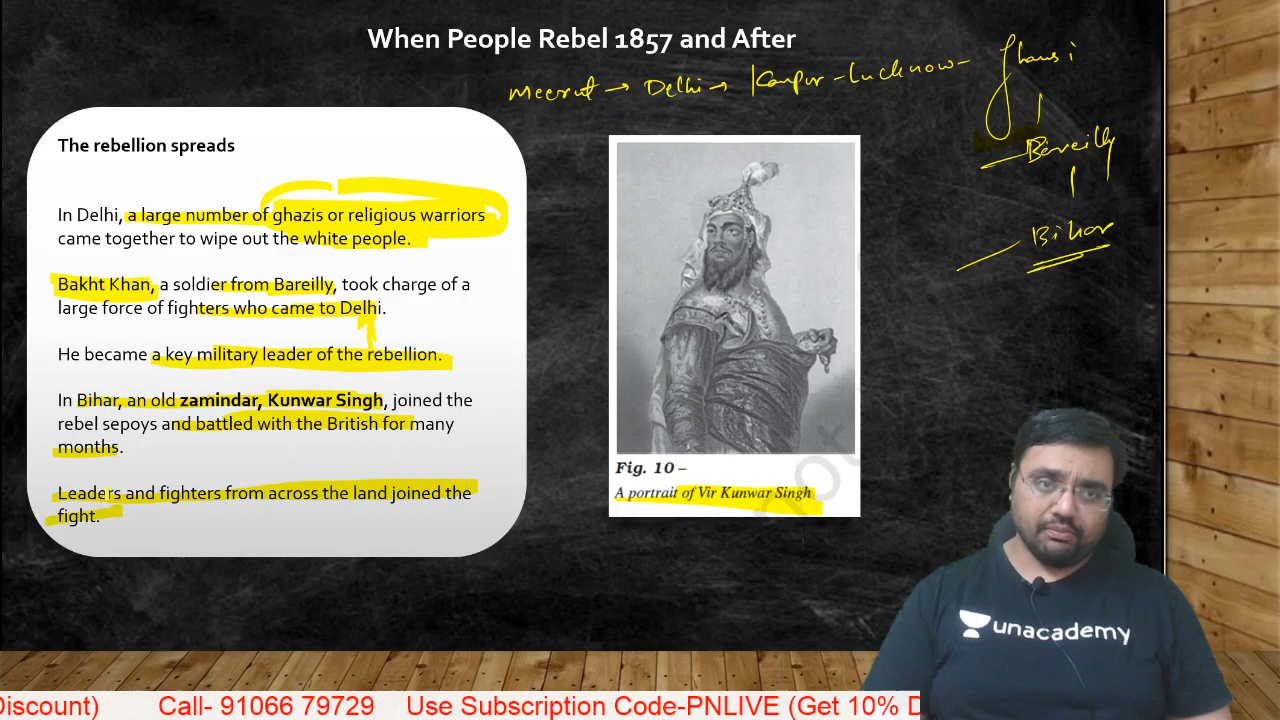 When People Rebel 1857 and After
Meerut → Delhi → Kanpur - Lucknow - Jhansi
Bareilly
Bihar
The rebellion spreads
In Delhi, a large number of ghazis or religious warriors
came together to wipe out the white people.
Bakht Khan, a soldier from Bareilly, took charge of a
large force of fighters who came to Delhi.
He became a key military leader of the rebellion.
In Bihar, an old zamindar, Kunwar Singh, joined the
rebel sepoys and battled with the British for many
months.
Leaders and fighters from across the land joined the
fight.
Fig. 10 –
A portrait of Vir Kunwar Singh
unacademy
Discount) Call- 91066 79729 Use Subscription Code-PNLIVE (Get 10% D